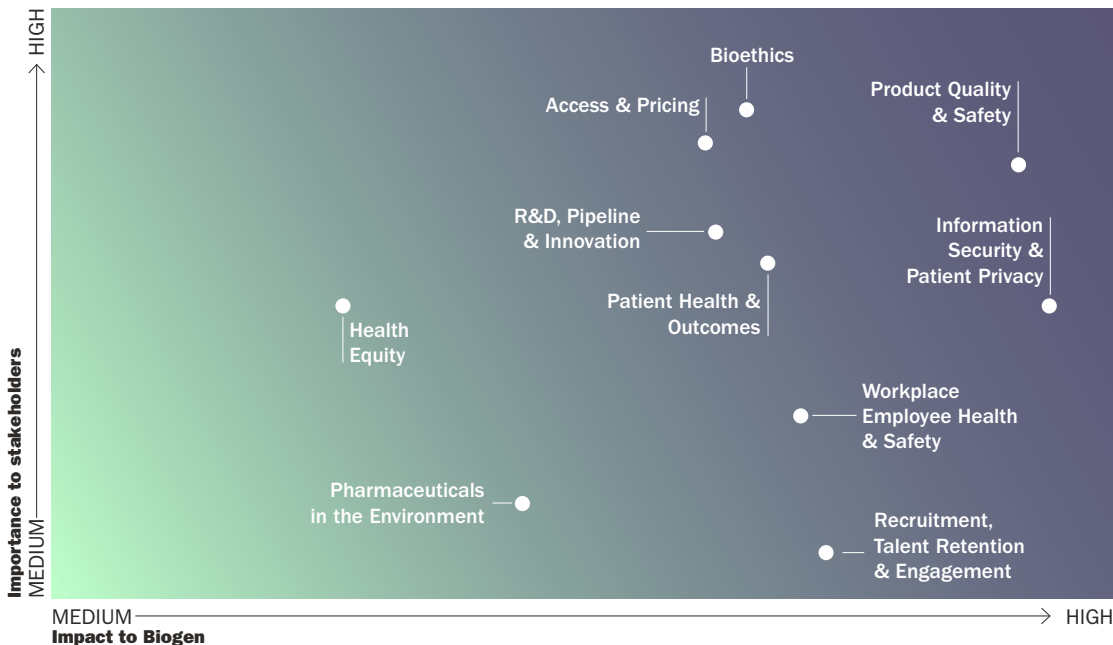 HIGH
Importance to stakeholders
MEDIUM
Bioethics
Access & Pricing
Product Quality
& Safety
R&D, Pipeline
& Innovation
Information
Security &
Patient Privacy
Patient Health &
Outcomes
Health
Equity
Workplace
Employee Health
& Safety
Pharmaceuticals
in the Environment
Recruitment,
Talent Retention
& Engagement
MEDIUM
HIGH
Impact to Biogen